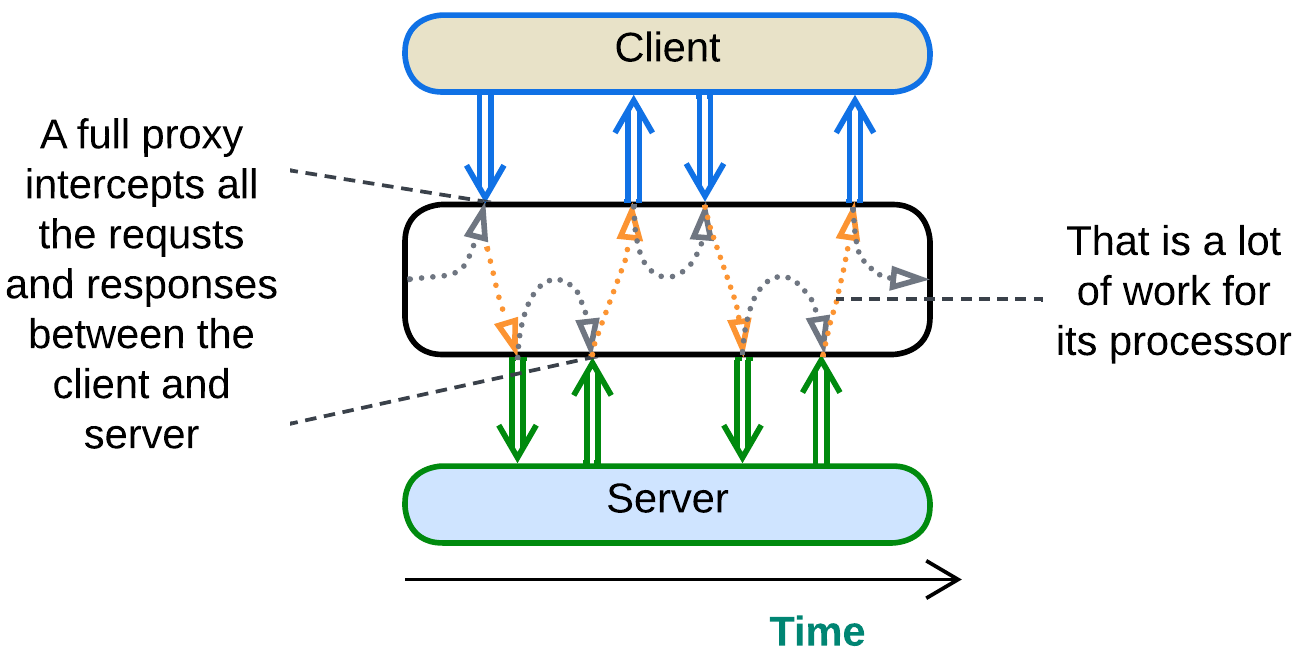 Client
A full proxy
intercepts all
the requsts
and responses
between the
client and
server
That is a lot
of work for
its processor
Server
Time